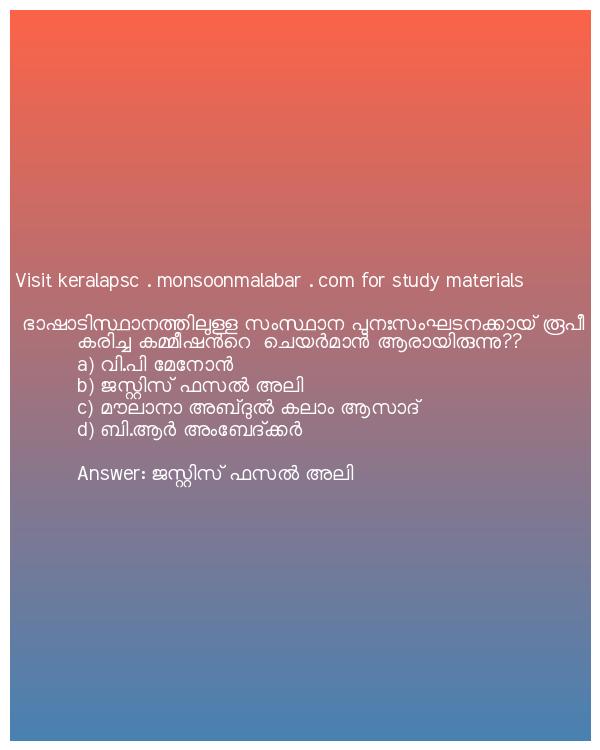 Visit keralapsc . monsoonmalabar . com for study materials
ഭാഷാടിസ്ഥാനത്തിലുള്ള സംസ്ഥാന പുനഃസംഘടനക്കായ് രൂപീ
കരിച്ച കമ്മീഷൻറെ ചെയർമാൻ ആരായിരുന്നു??
a) വി.പി മേനോൻ
b) ജസ്റ്റിസ് ഫസൽ അലി
c) മൗലാനാ അബ്ദുൽ കലാം ആസാദ്
d) ബി.ആർ അംബേദ്ക്കർ
Answer: ജസ്റ്റിസ് ഫസൽ അലി